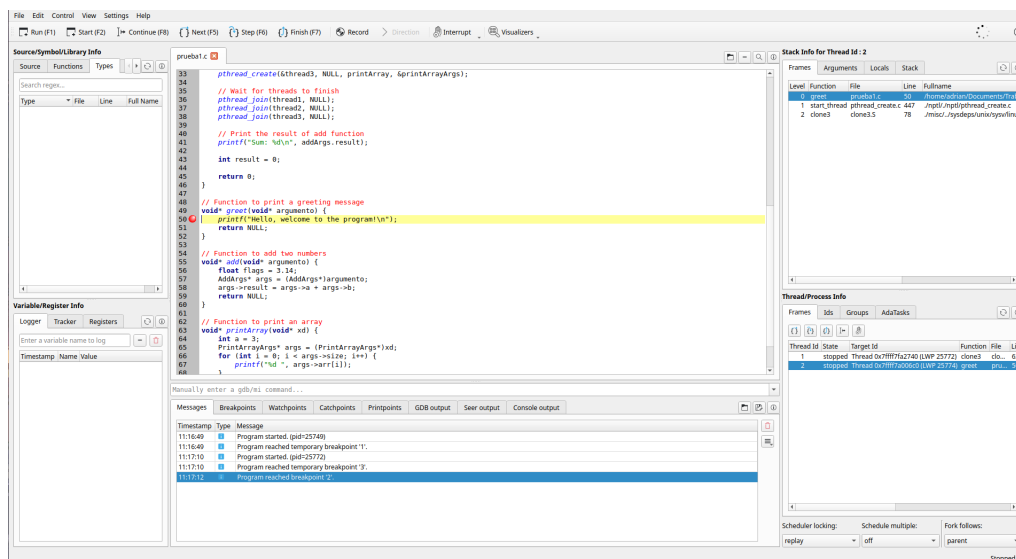 File Edit Control View Settings Help
Run (F1) Start (F2) Continue (F8) Next (F5) Step (F6) Finish (F7) Record Direction Interrupt Visualizers
Source/Symbol/Library Info
Source Functions Types
Search regex...
Type File Line Full Name
Variable/Register Info
Logger Tracker Registers
Enter a variable name to log
Timestamp Name Value
prueba1.c
33 pthread_create(&thread3, NULL, printArray, &printArrayArgs);
34
35 // Wait for threads to finish
36 pthread_join(thread1, NULL);
37 pthread_join(thread2, NULL);
38 pthread_join(thread3, NULL);
39
40 // Print the result of add function
41 printf("Sum: %d\n", addArgs.result);
42
43 int result = 0;
44
45 return 0;
46 }
47
48 // Function to print a greeting message
49 void* greet(void* argumento) {
50 printf("Hello, welcome to the program!\n");
51 return NULL;
52 }
53
54 // Function to add two numbers
55 void* add(void* argumento) {
56 float flags = 3.14;
57 AddArgs* args = (AddArgs*)argumento;
58 args->result = args->a + args->b;
59 return NULL;
60 }
61
62 // Function to print an array
63 void* printArray(void* xd) {
64 int a = 3;
65 PrintArrayArgs* args = (PrintArrayArgs*)xd;
66 for (int i = 0; i < args->size; i++) {
67 printf("%d ", args->arr[i]);
68 }
Manually enter a gdb/mi command...
Messages Breakpoints Watchpoints Catchpoints Printpoints GDB output Seer output Console output
Timestamp Type Message
11:16:49 Program started. (pid=25749)
11:16:49 Program reached temporary breakpoint '1'.
11:17:10 Program started. (pid=25772)
11:17:10 Program reached temporary breakpoint '3'.
11:17:12 Program reached breakpoint '2'.
Stack Info for Thread Id : 2
Frames Arguments Locals Stack
Level Function File Line Fullname
0 greet prueba1.c 50 /home/adrian/Documents/Tra
1 start_thread pthread_create.c 447 ./nptl/./nptl/pthread_create.c
2 clone3 clone3.S 78 ./misc/../sysdeps/unix/sysv/linu
Thread/Process Info
Frames Ids Groups AdaTasks
Thread Id State Target Id Function File Li
1 stopped Thread 0x7ffff7fa2740 (LWP 25772) clone3 clo... 6
2 stopped Thread 0x7ffff7a006c0 (LWP 25774) greet pru... 5
Scheduler locking: Schedule multiple: Fork follows:
replay off parent
Stopped